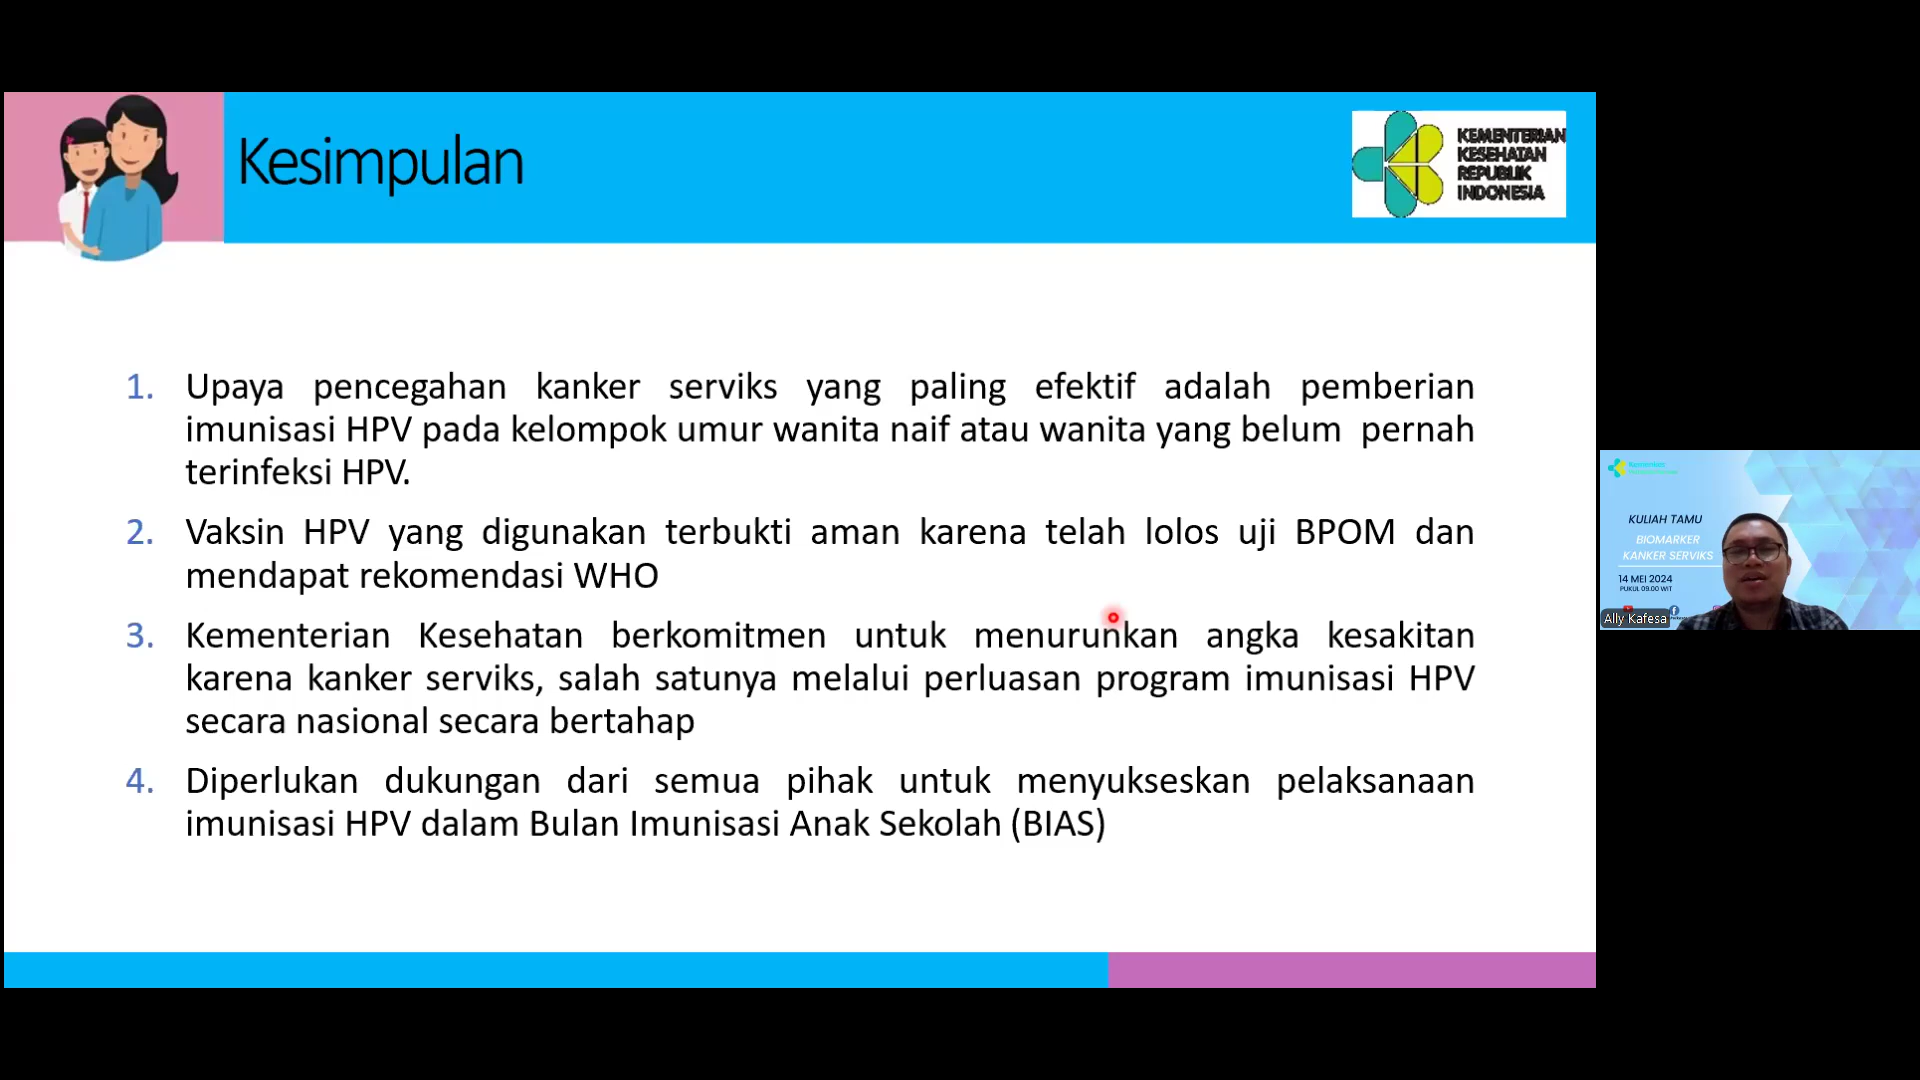 Kesimpulan
KEMENTERIAN
KESEHATAN
REPUBLIK
INDONESIA
1. Upaya pencegahan kanker serviks yang paling efektif adalah pemberian
imunisasi HPV pada kelompok umur wanita naif atau wanita yang belum pernah
terinfeksi HPV.
2. Vaksin HPV yang digunakan terbukti aman karena telah lolos uji BPOM dan
mendapat rekomendasi WHO
3. Kementerian Kesehatan berkomitmen untuk menurunkan angka kesakitan
karena kanker serviks, salah satunya melalui perluasan program imunisasi HPV
secara nasional secara bertahap
4. Diperlukan dukungan dari semua pihak untuk menyukseskan pelaksanaan
imunisasi HPV dalam Bulan Imunisasi Anak Sekolah (BIAS)
KULIAH TAMU
BIOMARKER
KANKER SERVIKS
14 MEI 2024
PUKUL 09.00 WIT
Ally Kafesa